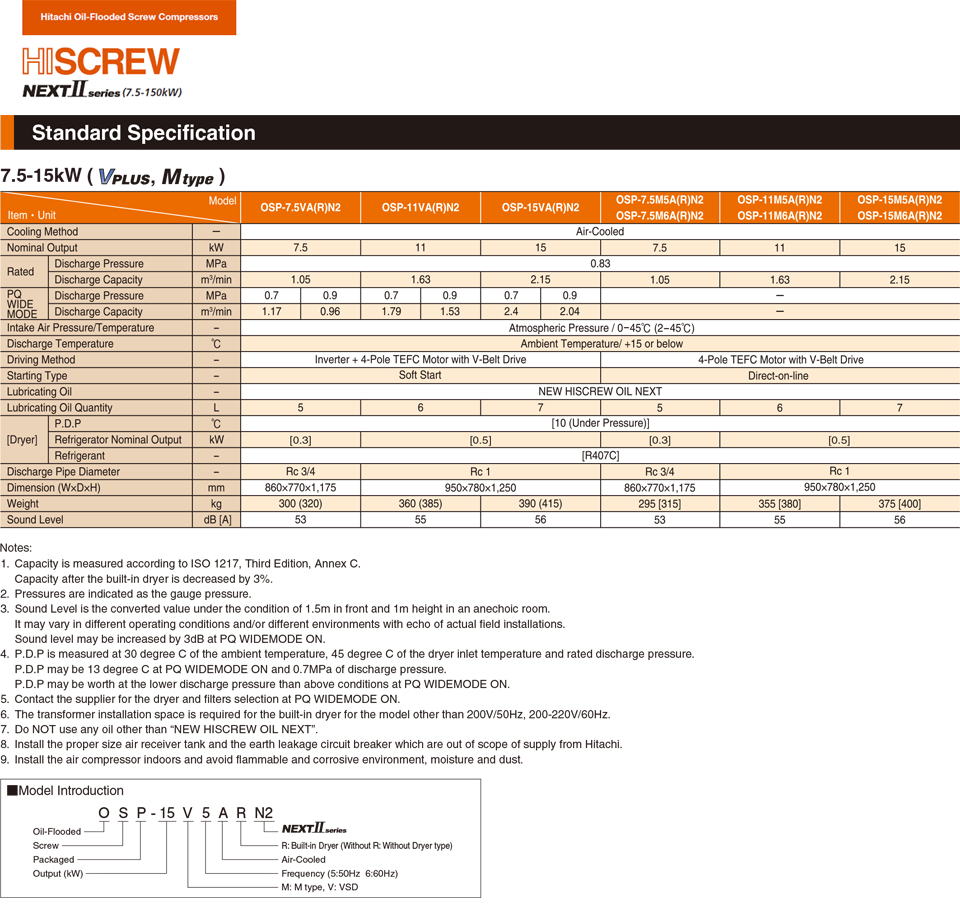 Hitachi Oil-Flooded Screw Compressors
HISCREW
NEXT II series (7.5-150kW)
Standard Specification
7.5-15kW ( VPLUS, M type )
Model
Item・Unit
OSP-7.5VA(R)N2 OSP-11VA(R)N2 OSP-15VA(R)N2 OSP-7.5M5A(R)N2 OSP-11M5A(R)N2 OSP-15M5A(R)N2
OSP-7.5M6A(R)N2 OSP-11M6A(R)N2 OSP-15M6A(R)N2
Cooling Method － Air-Cooled
Nominal Output kW 7.5 11 15 7.5 11 15
Rated Discharge Pressure MPa 0.83
Discharge Capacity m³/min 1.05 1.63 2.15 1.05 1.63 2.15
PQ WIDE MODE Discharge Pressure MPa 0.7 0.9 0.7 0.9 0.7 0.9 －
Discharge Capacity m³/min 1.17 0.96 1.79 1.53 2.4 2.04 －
Intake Air Pressure/Temperature – Atmospheric Pressure / 0−45℃ (2−45℃)
Discharge Temperature ℃ Ambient Temperature/ +15 or below
Driving Method – Inverter + 4-Pole TEFC Motor with V-Belt Drive 4-Pole TEFC Motor with V-Belt Drive
Starting Type – Soft Start Direct-on-line
Lubricating Oil – NEW HISCREW OIL NEXT
Lubricating Oil Quantity L 5 6 7 5 6 7
[Dryer] P.D.P ℃ [10 (Under Pressure)]
Refrigerator Nominal Output kW [0.3] [0.5] [0.3] [0.5]
Refrigerant – [R407C]
Discharge Pipe Diameter – Rc 3/4 Rc 1 Rc 3/4 Rc 1
Dimension (W×D×H) mm 860×770×1,175 950×780×1,250 860×770×1,175 950×780×1,250
Weight kg 300 (320) 360 (385) 390 (415) 295 [315] 355 [380] 375 [400]
Sound Level dB [A] 53 55 56 53 55 56
Notes:
1. Capacity is measured according to ISO 1217, Third Edition, Annex C.
Capacity after the built-in dryer is decreased by 3%.
2. Pressures are indicated as the gauge pressure.
3. Sound Level is the converted value under the condition of 1.5m in front and 1m height in an anechoic room.
It may vary in different operating conditions and/or different environments with echo of actual field installations.
Sound level may be increased by 3dB at PQ WIDEMODE ON.
4. P.D.P is measured at 30 degree C of the ambient temperature, 45 degree C of the dryer inlet temperature and rated discharge pressure.
P.D.P may be 13 degree C at PQ WIDEMODE ON and 0.7MPa of discharge pressure.
P.D.P may be worth at the lower discharge pressure than above conditions at PQ WIDEMODE ON.
5. Contact the supplier for the dryer and filters selection at PQ WIDEMODE ON.
6. The transformer installation space is required for the built-in dryer for the model other than 200V/50Hz, 200-220V/60Hz.
7. Do NOT use any oil other than “NEW HISCREW OIL NEXT”.
8. Install the proper size air receiver tank and the earth leakage circuit breaker which are out of scope of supply from Hitachi.
9. Install the air compressor indoors and avoid flammable and corrosive environment, moisture and dust.
■Model Introduction
O S P - 15 V 5 A R N2
Oil-Flooded NEXT II series
Screw R: Built-in Dryer (Without R: Without Dryer type)
Packaged Air-Cooled
Output (kW) Frequency (5:50Hz 6:60Hz)
M: M type, V: VSD